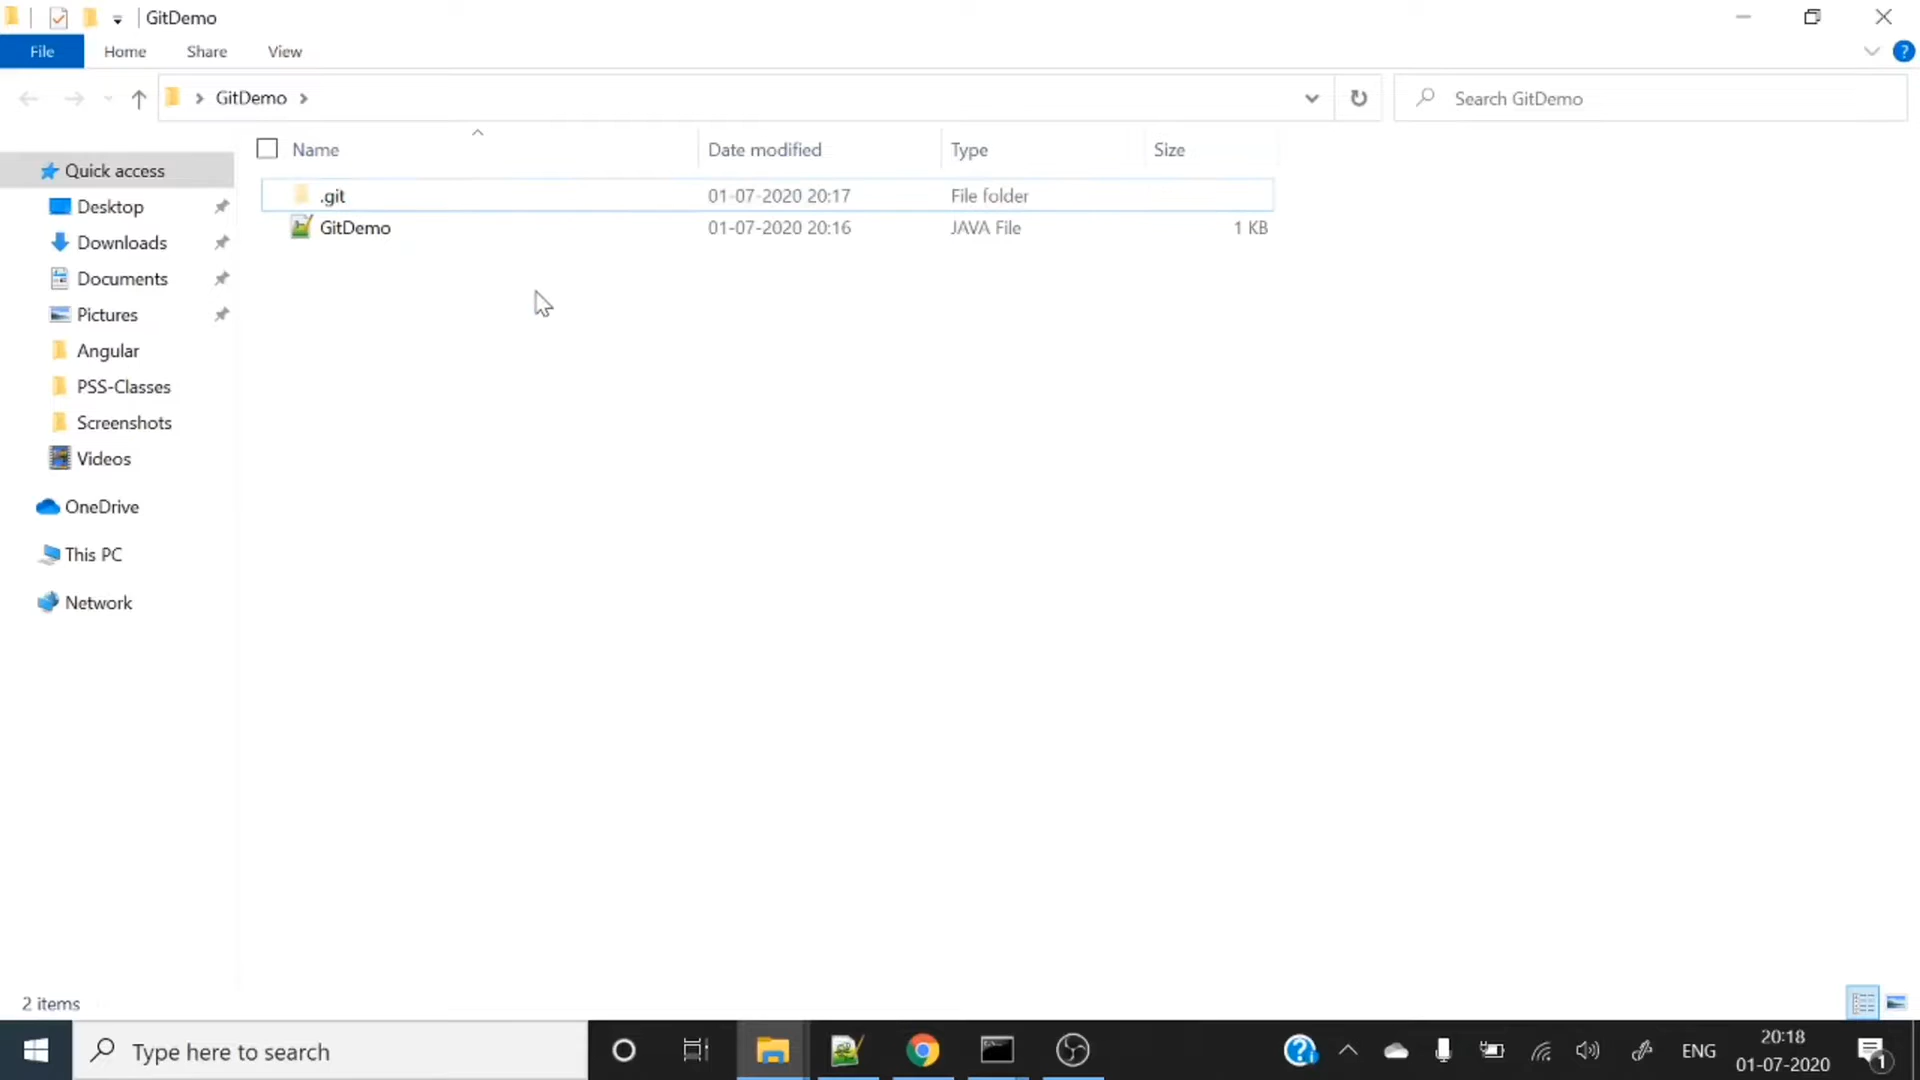 GitDemo
File Home Share View ?
GitDemo Search GitDemo
Name Date modified Type Size
Quick access
.git 01-07-2020 20:17 File folder
Desktop
GitDemo 01-07-2020 20:16 JAVA File 1 KB
Downloads
Documents
Pictures
Angular
PSS-Classes
Screenshots
Videos
OneDrive
This PC
Network
2 items
Type here to search
? ENG
20:18
01-07-2020
1